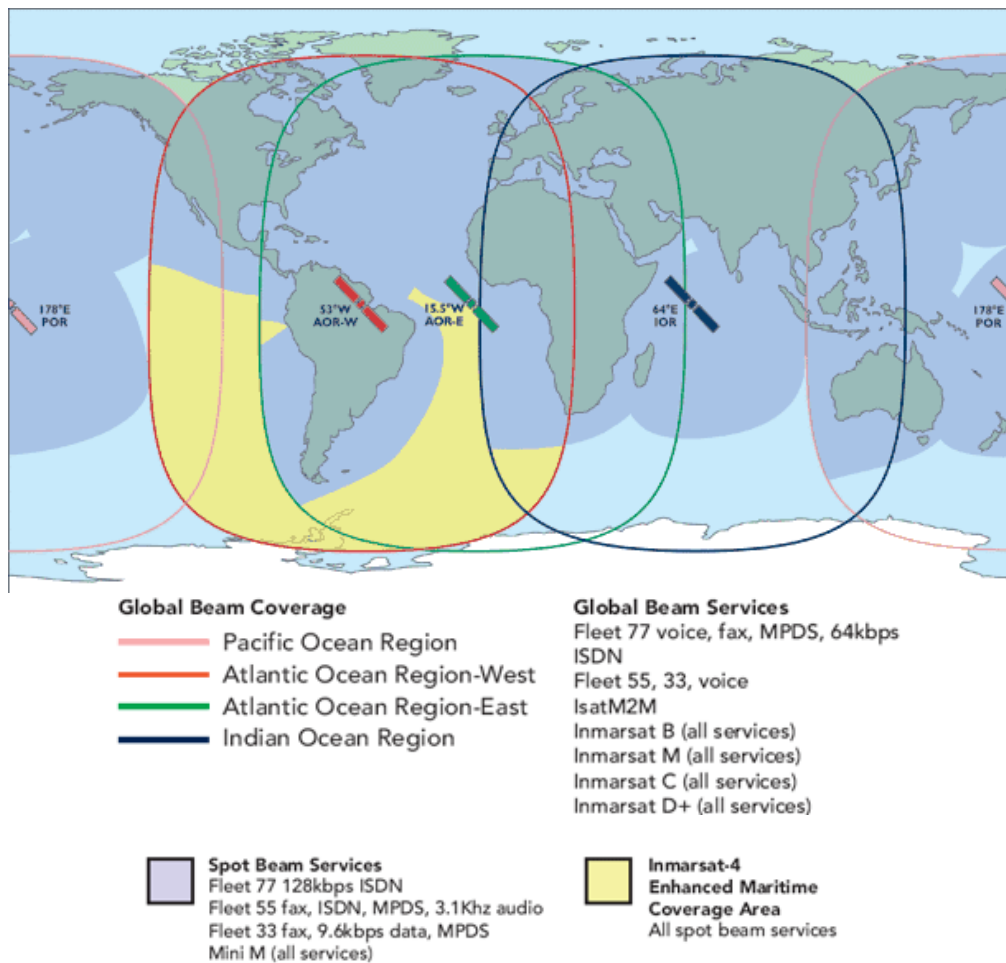 178°E
POR
53°W
AOR-W
15.5°W
AOR-E
64°E
IOR
178°E
POR
Global Beam Coverage
Pacific Ocean Region
Atlantic Ocean Region-West
Atlantic Ocean Region-East
Indian Ocean Region
Global Beam Services
Fleet 77 voice, fax, MPDS, 64kbps
ISDN
Fleet 55, 33, voice
IsatM2M
Inmarsat B (all services)
Inmarsat M (all services)
Inmarsat C (all services)
Inmarsat D+ (all services)
Spot Beam Services
Fleet 77 128kbps ISDN
Fleet 55 fax, ISDN, MPDS, 3.1Khz audio
Fleet 33 fax, 9.6kbps data, MPDS
Mini M (all services)
Inmarsat-4
Enhanced Maritime
Coverage Area
All spot beam services